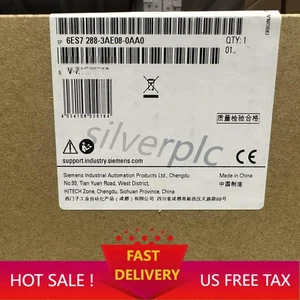 1P 6ES7 288-3AE08-0AA0
QTY: 1
01..
质量检验合格
silverplc
support.industry.siemens.com
Siemens Industrial Automation Products Ltd., Chengdu
No.99, Tian Yuan Road, West District,
HITECH Zone, Chengdu, Sichuan Province, China
Made in China
中国制造
FAST
DELIVERY
HOT SALE !
US FREE TAX